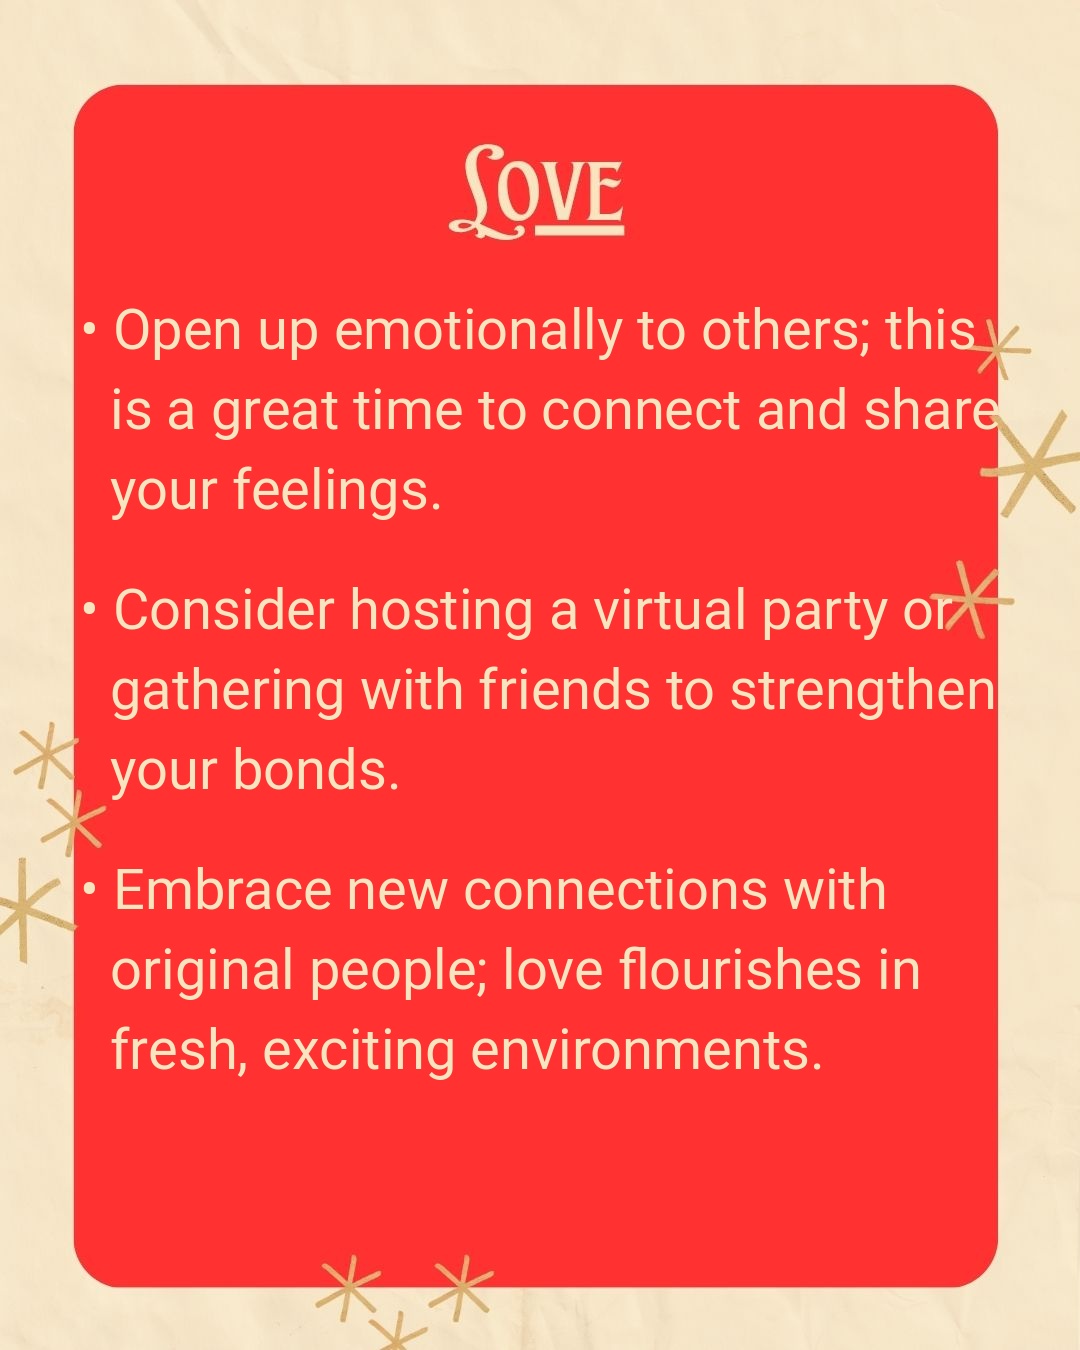 Love
• Open up emotionally to others; this
is a great time to connect and share
your feelings.
• Consider hosting a virtual party or
gathering with friends to strengthen
your bonds.
• Embrace new connections with
original people; love flourishes in
fresh, exciting environments.